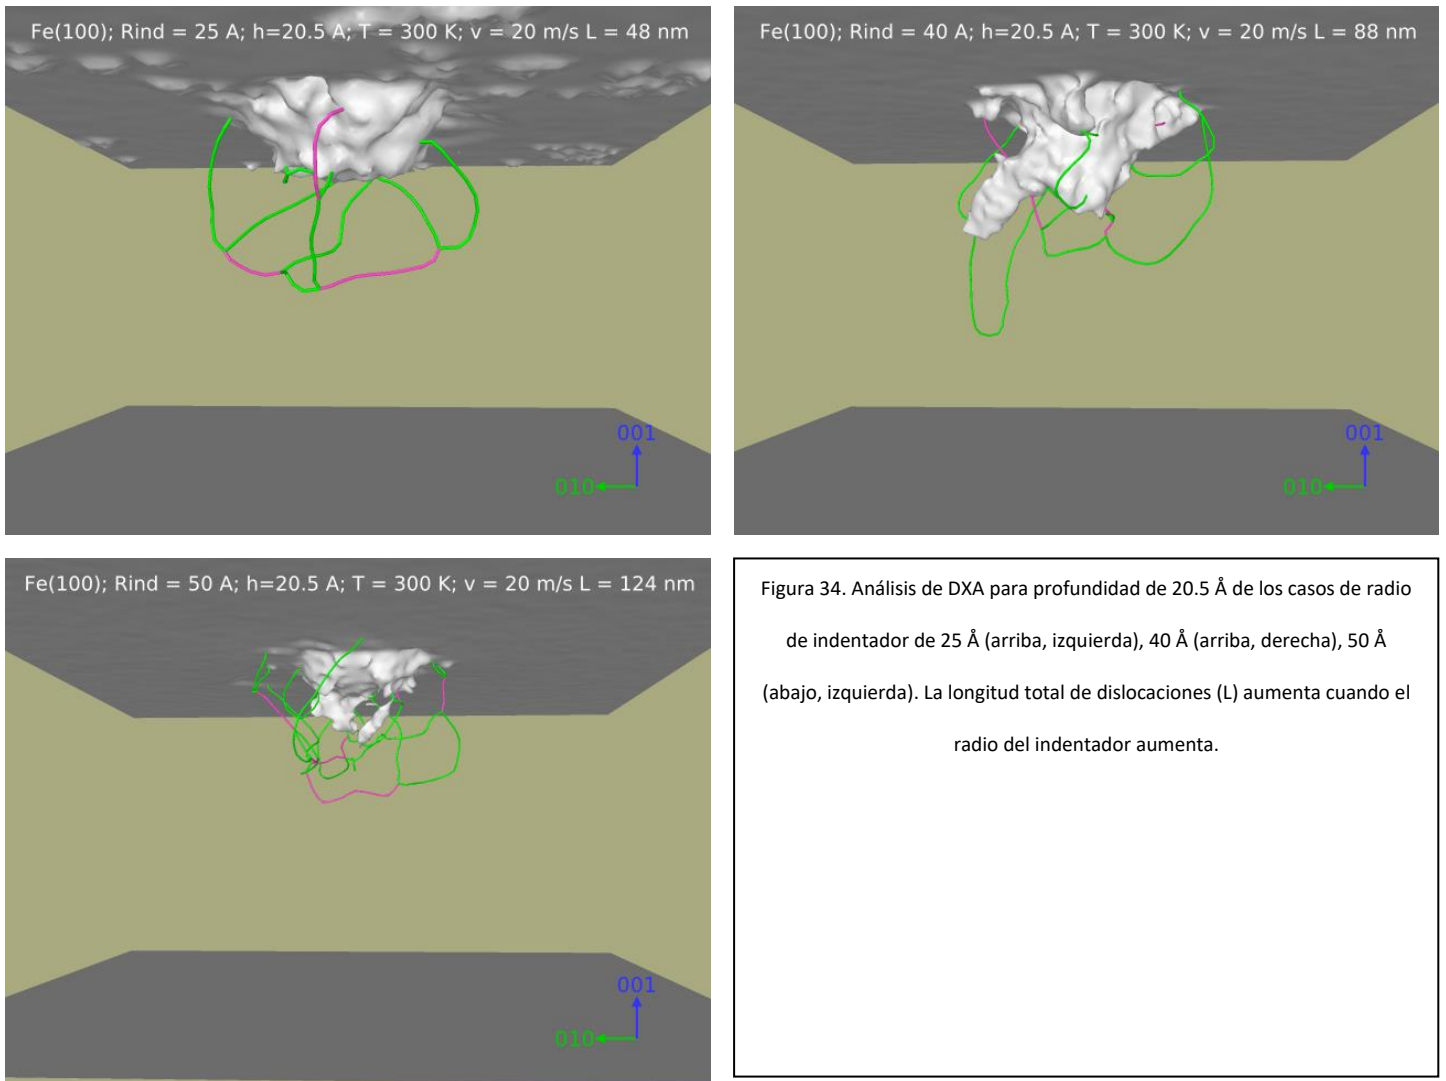 Fe(100); Rind = 25 A; h=20.5 A; T = 300 K; v = 20 m/s L = 48 nm
001
010
Fe(100); Rind = 40 A; h=20.5 A; T = 300 K; v = 20 m/s L = 88 nm
001
010
Fe(100); Rind = 50 A; h=20.5 A; T = 300 K; v = 20 m/s L = 124 nm
001
010
Figura 34. Análisis de DXA para profundidad de 20.5 Å de los casos de radio
de indentador de 25 Å (arriba, izquierda), 40 Å (arriba, derecha), 50 Å
(abajo, izquierda). La longitud total de dislocaciones (L) aumenta cuando el
radio del indentador aumenta.